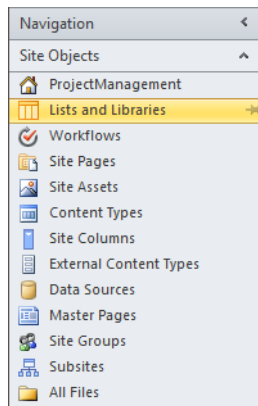 Navigation
Site Objects
ProjectManagement
Lists and Libraries
Workflows
Site Pages
Site Assets
Content Types
Site Columns
External Content Types
Data Sources
Master Pages
Site Groups
Subsites
All Files